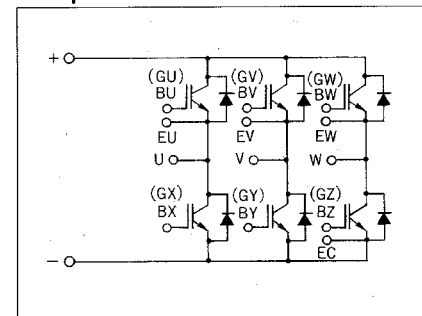 +
(GU) (GV) (GW)
BU BV BW
EU EV EW
U V W
(GX) (GY) (GZ)
BX BY BZ
EC
−